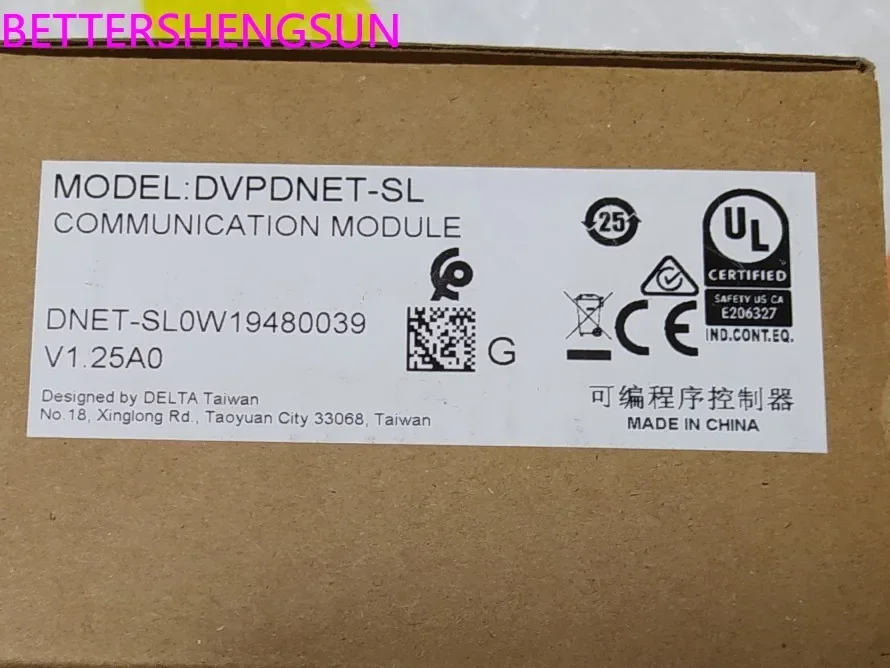 BETTERSHENGSUN
MODEL:DVPDNET-SL
COMMUNICATION MODULE
DNET-SL0W19480039
V1.25A0
G
Designed by DELTA Taiwan
No.18, Xinglong Rd., Taoyuan City 33068, Taiwan
25
UL
CERTIFIED
SAFETY US CA
E206327
IND.CONT.EQ.
CE
可编程序控制器
MADE IN CHINA